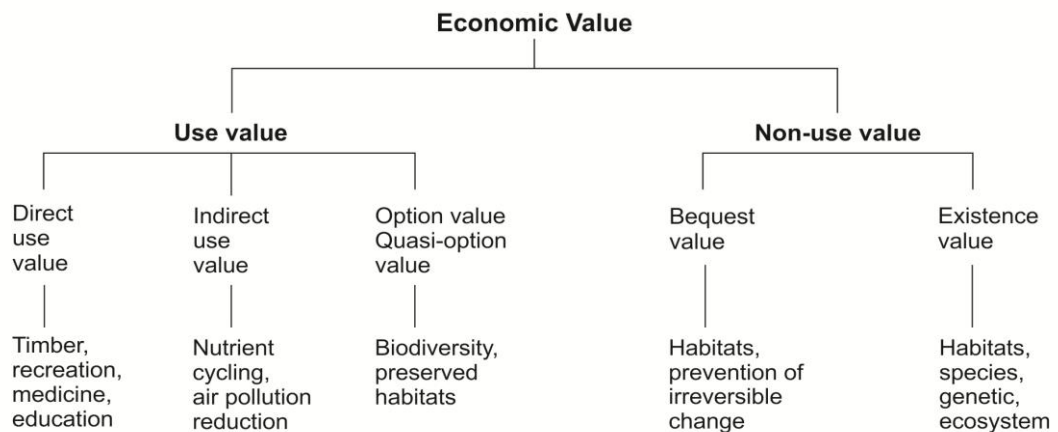 Economic Value
Use value
Non-use value
Direct
use
value
Indirect
use
value
Option value
Quasi-option
value
Bequest
value
Existence
value
Timber,
recreation,
medicine,
education
Nutrient
cycling,
air pollution
reduction
Biodiversity,
preserved
habitats
Habitats,
prevention of
irreversible
change
Habitats,
species,
genetic,
ecosystem